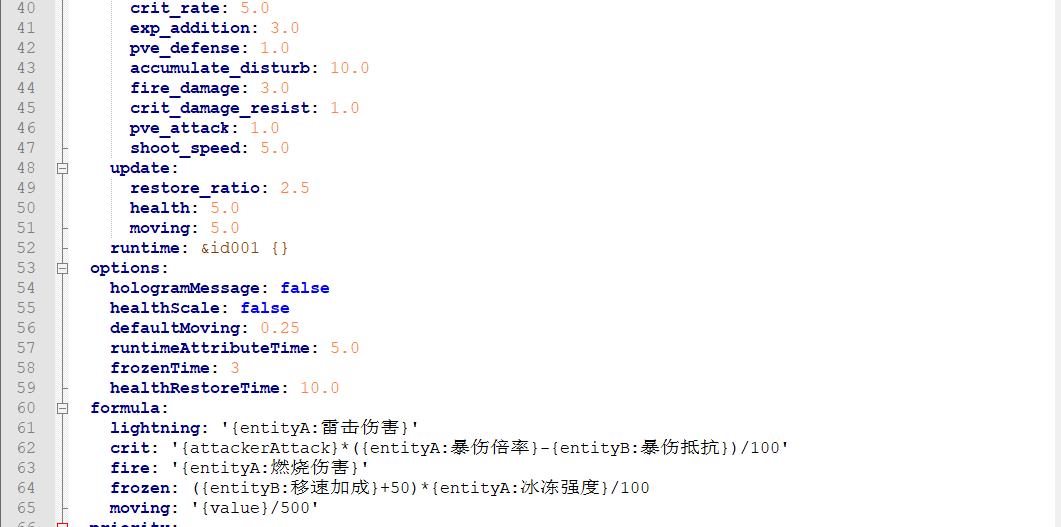 40 crit_rate: 5.0
41 exp_addition: 3.0
42 pve_defense: 1.0
43 accumulate_disturb: 10.0
44 fire_damage: 3.0
45 crit_damage_resist: 1.0
46 pve_attack: 1.0
47 shoot_speed: 5.0
48 update:
49 restore_ratio: 2.5
50 health: 5.0
51 moving: 5.0
52 runtime: &id001 {}
53 options:
54 hologramMessage: false
55 healthScale: false
56 defaultMoving: 0.25
57 runtimeAttributeTime: 5.0
58 frozenTime: 3
59 healthRestoreTime: 10.0
60 formula:
61 lightning: '{entityA:雷击伤害}'
62 crit: '{attackerAttack}*({entityA:暴伤倍率}-{entityB:暴伤抵抗})/100'
63 fire: '{entityA:燃烧伤害}'
64 frozen: ({entityB:移速加成}+50)*{entityA:冰冻强度}/100
65 moving: '{value}/500'
66 priority: